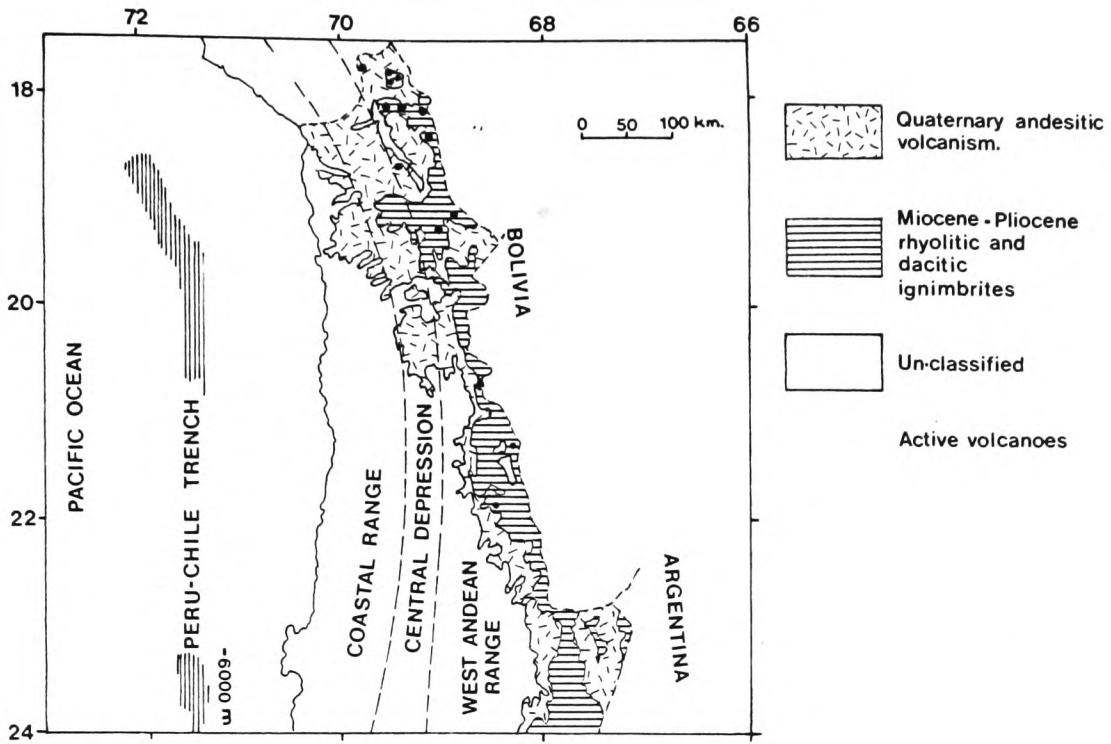 72
70
68
66
18
20
22
24
0 50 100 km.
PACIFIC OCEAN
PERU-CHILE TRENCH
-6000 m
COASTAL RANGE
CENTRAL DEPRESSION
WEST ANDEAN
RANGE
BOLIVIA
ARGENTINA
Quaternary andesitic
volcanism.
Miocene-Pliocene
rhyolitic and
dacitic
ignimbrites
Un-classified
Active volcanoes